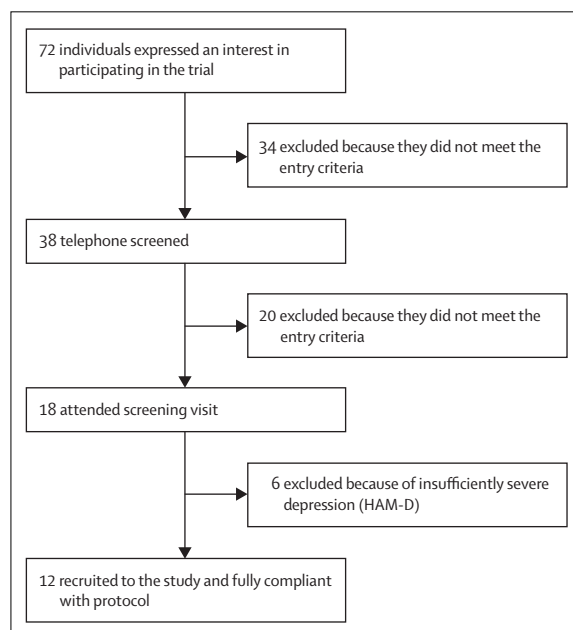 72 individuals expressed an interest in
participating in the trial
34 excluded because they did not meet the
entry criteria
38 telephone screened
20 excluded because they did not meet the
entry criteria
18 attended screening visit
6 excluded because of insufficiently severe
depression (HAM-D)
12 recruited to the study and fully compliant
with protocol